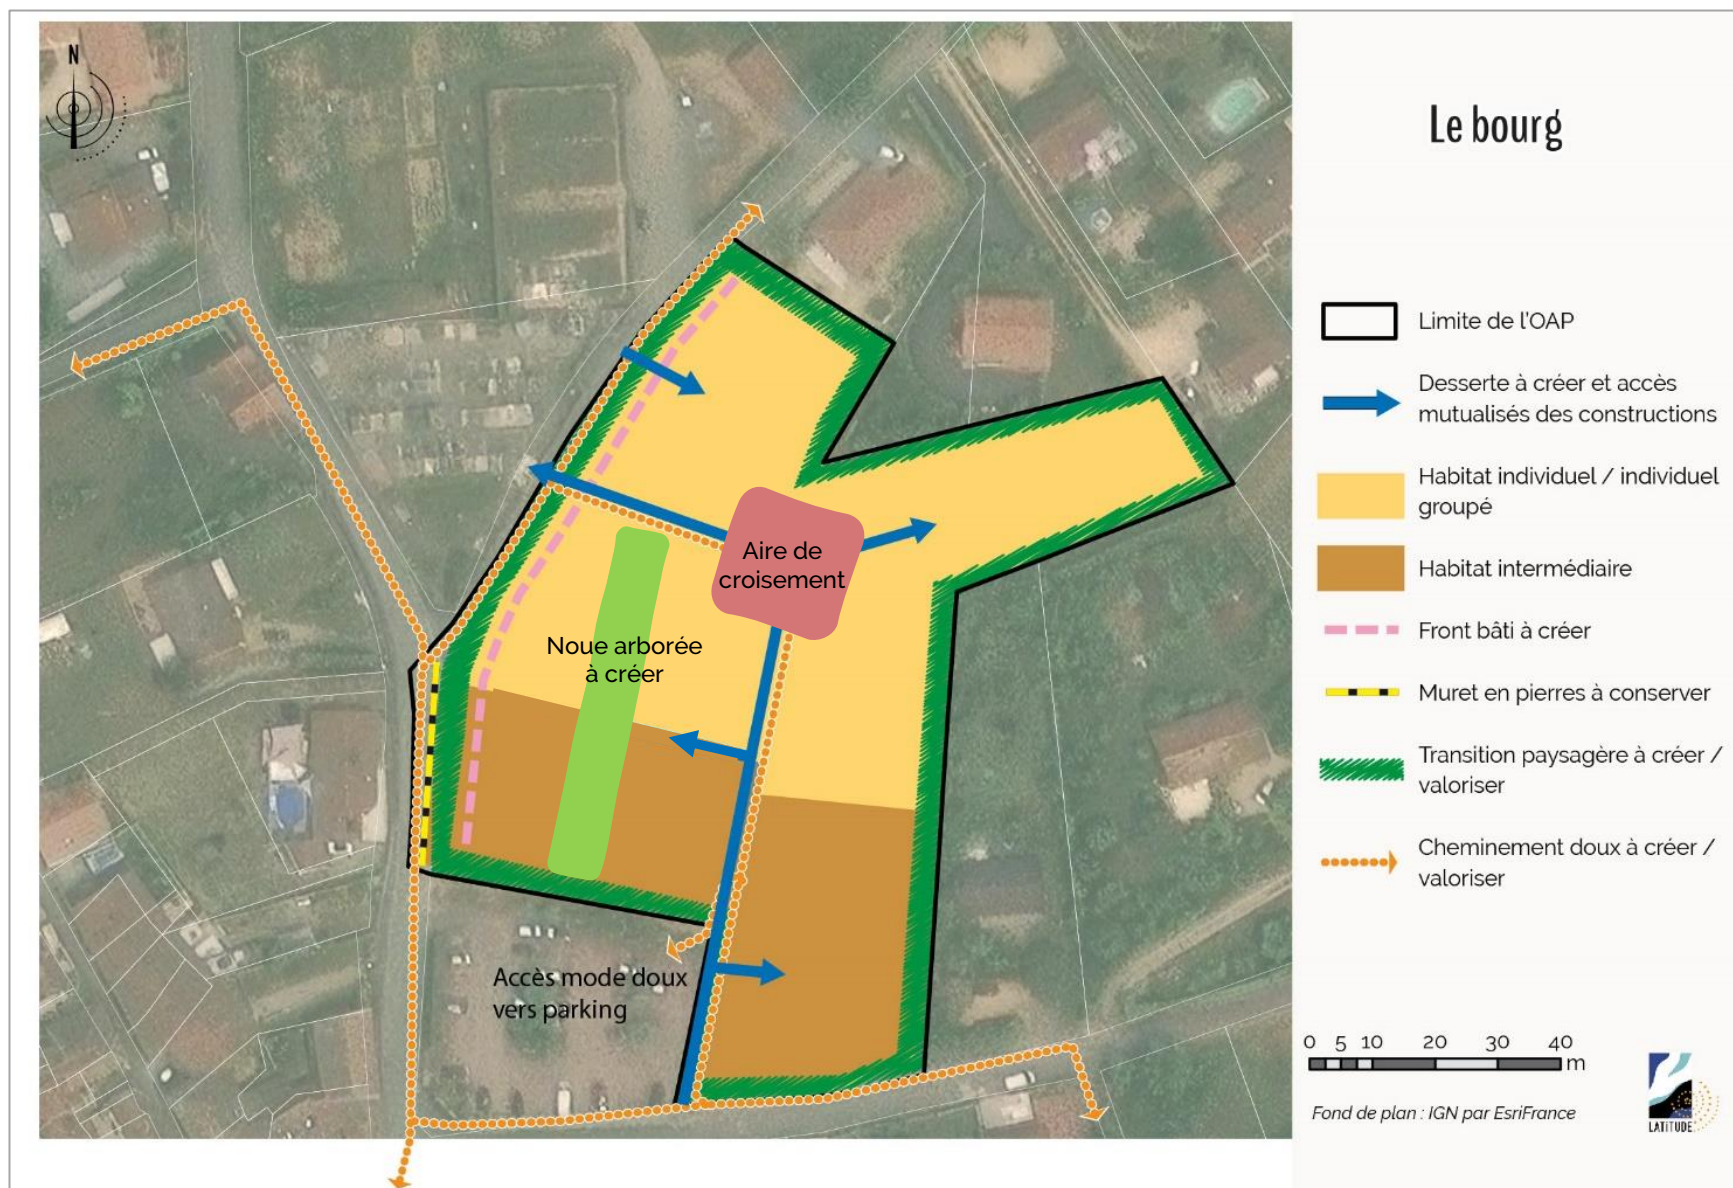 N
Le bourg
Limite de l'OAP
Desserte à créer et accès
mutualisés des constructions
Habitat individuel / individuel
groupé
Habitat intermédiaire
Front bâti à créer
Muret en pierres à conserver
Transition paysagère à créer /
valoriser
Cheminement doux à créer /
valoriser
Aire de
croisement
Noue arborée
à créer
Accès mode doux
vers parking
0 5 10 20 30 40
m
Fond de plan : IGN par EsriFrance
LATITUDE